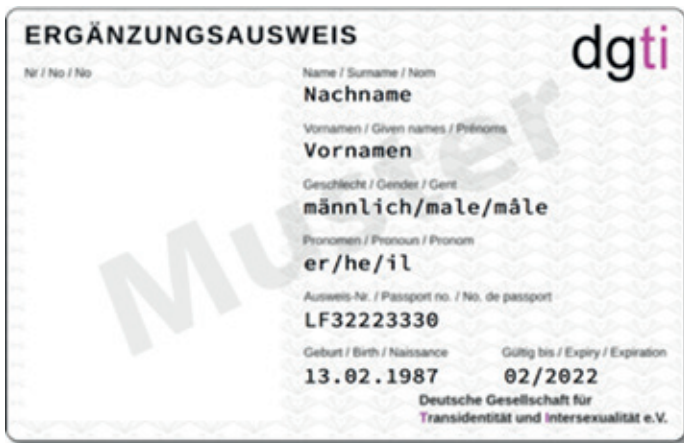 ERGÄNZUNGSAUSWEIS
dgti
Nr / No / No
Name / Surname / Nom
Nachname
Vornamen / Given names / Prénoms
Vornamen
Geschlecht / Gender / Gent
männlich/male/mâle
Pronomen / Pronoun / Pronom
er/he/il
Ausweis-Nr. / Passport no. / No. de passport
LF32223330
Geburt / Birth / Naissance
Gültig bis / Expiry / Expiration
13.02.1987
02/2022
Deutsche Gesellschaft für
Transidentität und Intersexualität e.V.
Muster